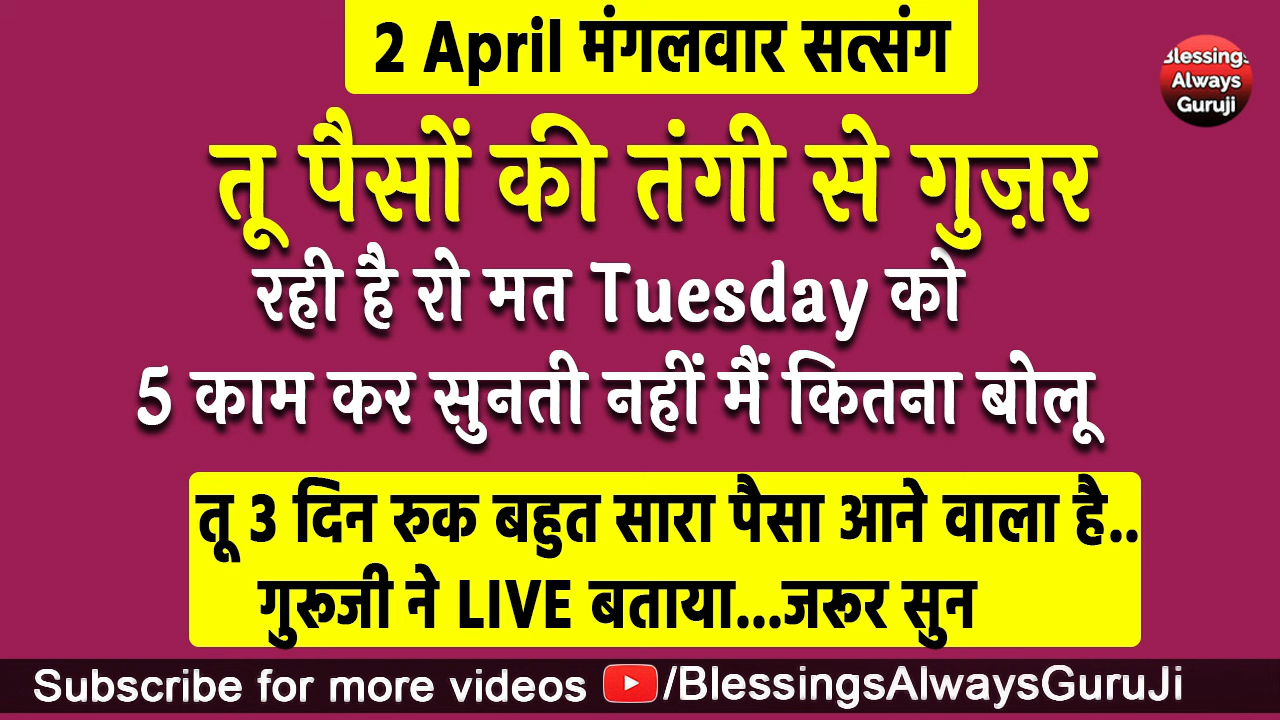 2 April मंगलवार सत्संग
Blessings
Always
Guruji
तू पैसों की तंगी से गुज़र
रही है रो मत Tuesday को
5 काम कर सुनती नहीं मैं कितना बोलू
तू 3 दिन रुक बहुत सारा पैसा आने वाला है..
गुरूजी ने LIVE बताया...जरूर सुन
Subscribe for more videos /BlessingsAlwaysGuruJi